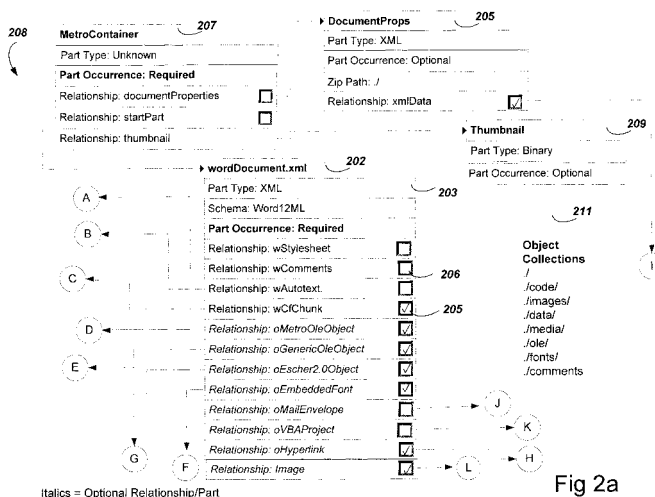 208
MetroContainer
207
Part Type: Unknown
Part Occurrence: Required
Relationship: documentProperties
Relationship: startPart
Relationship: thumbnail
DocumentProps
205
Part Type: XML
Part Occurrence: Optional
Zip Path: ./
Relationship: xmlData
Thumbnail
209
Part Type: Binary
Part Occurrence: Optional
wordDocument.xml
202
Part Type: XML
203
Schema: Word12ML
Part Occurrence: Required
Relationship: wStylesheet
Relationship: wComments
206
Relationship: wAutotext
Relationship: wCfChunk
205
Relationship: oMetroOleObject
Relationship: oGenericOleObject
Relationship: oEscher2.0Object
Relationship: oEmbeddedFont
Relationship: oMailEnvelope
Relationship: oVBAProject
Relationship: oHyperlink
Relationship: Image
A
B
C
D
E
G
F
J
K
H
L
I
211
Object
Collections
/
./code/
./images/
./data/
./media/
./ole/
./fonts/
./comments
Italics = Optional Relationship/Part
Fig 2a